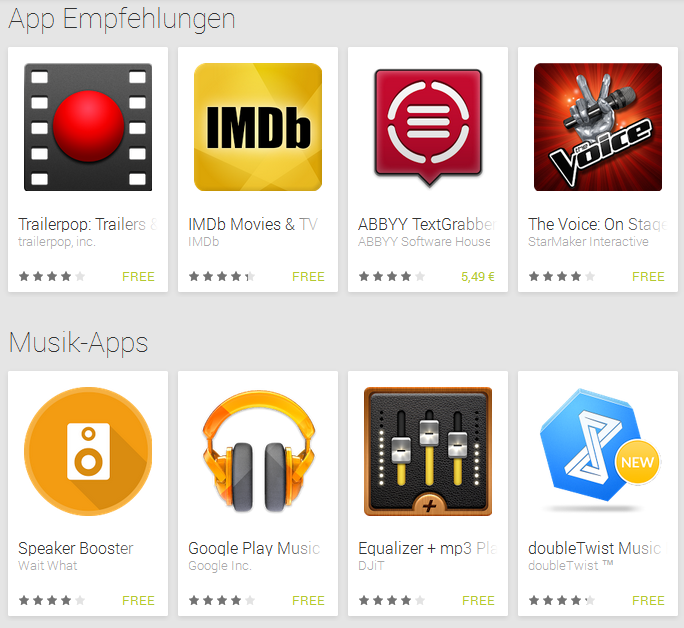 App Empfehlungen
IMDb
the Voice
Trailerpop: Trailers &
trailerpop, inc.
FREE
IMDb Movies & TV
IMDb
FREE
ABBYY TextGrabber
ABBYY Software House
5,49 €
The Voice: On Stage
StarMaker Interactive
FREE
Musik-Apps
NEW
Speaker Booster
Wait What
FREE
Google Play Music
Google Inc.
FREE
Equalizer + mp3 Pla
DJiT
FREE
doubleTwist Music
doubleTwist ™
FREE